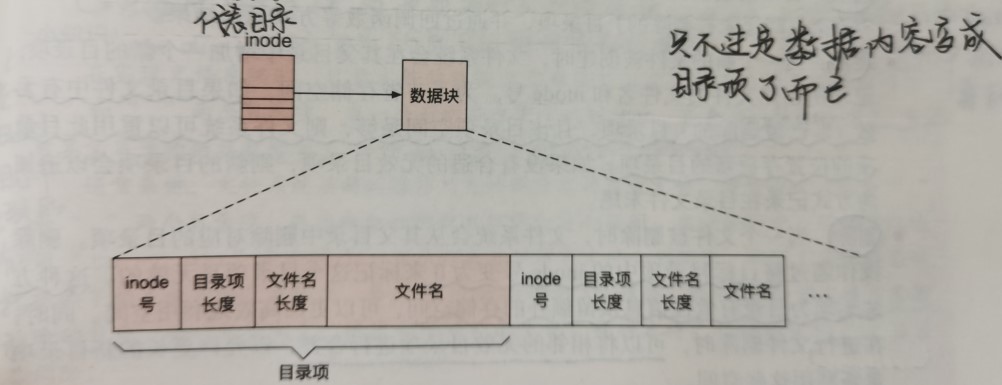 代表目录
inode
只不过是数据内容变成
目录项了而已
数据块
inode
号
目录项
长度
文件名
长度
文件名
inode
号
目录项
长度
文件名
长度
文件名
...
目录项